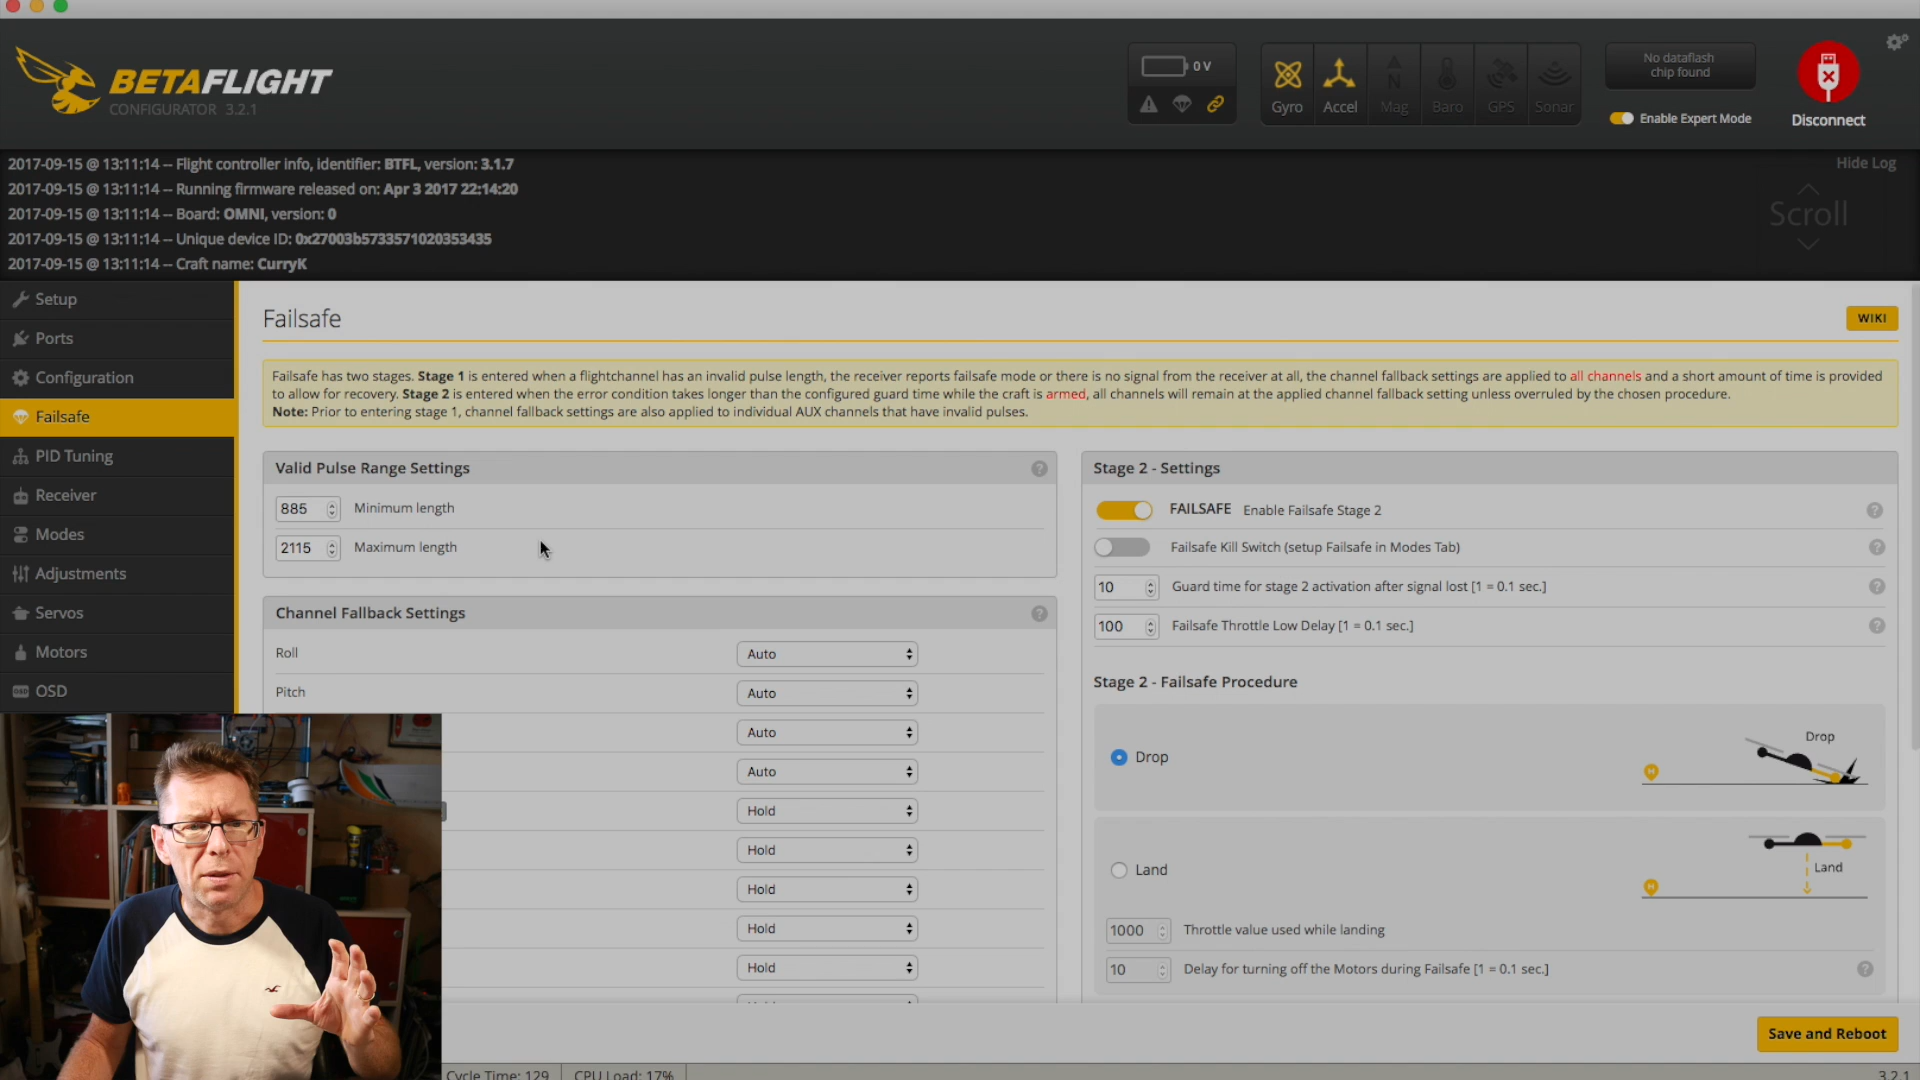 BETAFLIGHT
CONFIGURATOR 3.2.1
0 V
Gyro
Accel
Mag
Baro
GPS
Sonar
No dataflash
chip found
Enable Expert Mode
Disconnect
2017-09-15 @ 13:11:14 -- Flight controller info, identifier: BTFL, version: 3.1.7
2017-09-15 @ 13:11:14 -- Running firmware released on: Apr 3 2017 22:14:20
2017-09-15 @ 13:11:14 -- Board: OMNI, version: 0
2017-09-15 @ 13:11:14 -- Unique device ID: 0x27003b5733571020353435
2017-09-15 @ 13:11:14 -- Craft name: CurryK
Hide Log
Scroll
Setup
Ports
Configuration
Failsafe
PID Tuning
Receiver
Modes
Adjustments
Servos
Motors
OSD
Failsafe
WIKI
Failsafe has two stages. Stage 1 is entered when a flightchannel has an invalid pulse length, the receiver reports failsafe mode or there is no signal from the receiver at all, the channel fallback settings are applied to all channels and a short amount of time is provided
to allow for recovery. Stage 2 is entered when the error condition takes longer than the configured guard time while the craft is armed, all channels will remain at the applied channel fallback setting unless overruled by the chosen procedure.
Note: Prior to entering stage 1, channel fallback settings are also applied to individual AUX channels that have invalid pulses.
Valid Pulse Range Settings
885 Minimum length
2115 Maximum length
Channel Fallback Settings
Roll Auto
Pitch Auto
Auto
Auto
Hold
Hold
Hold
Hold
Hold
Stage 2 - Settings
FAILSAFE Enable Failsafe Stage 2
Failsafe Kill Switch (setup Failsafe in Modes Tab)
10 Guard time for stage 2 activation after signal lost [1 = 0.1 sec.]
100 Failsafe Throttle Low Delay [1 = 0.1 sec.]
Stage 2 - Failsafe Procedure
Drop
Drop
Land
Land
1000 Throttle value used while landing
10 Delay for turning off the Motors during Failsafe [1 = 0.1 sec.]
Save and Reboot
Cycle Time: 129
CPU Load: 17%
3.2.1